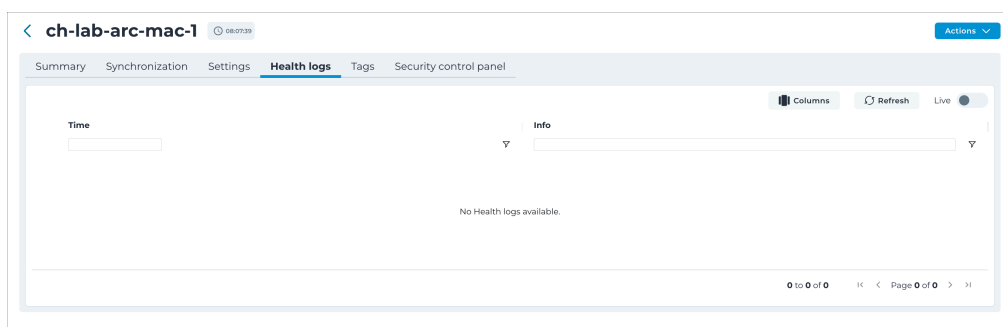 ch-lab-arc-mac-1 08:07:39 Actions
Summary Synchronization Settings Health logs Tags Security control panel
Columns Refresh Live
Time Info
No Health logs available.
0 to 0 of 0 Page 0 of 0